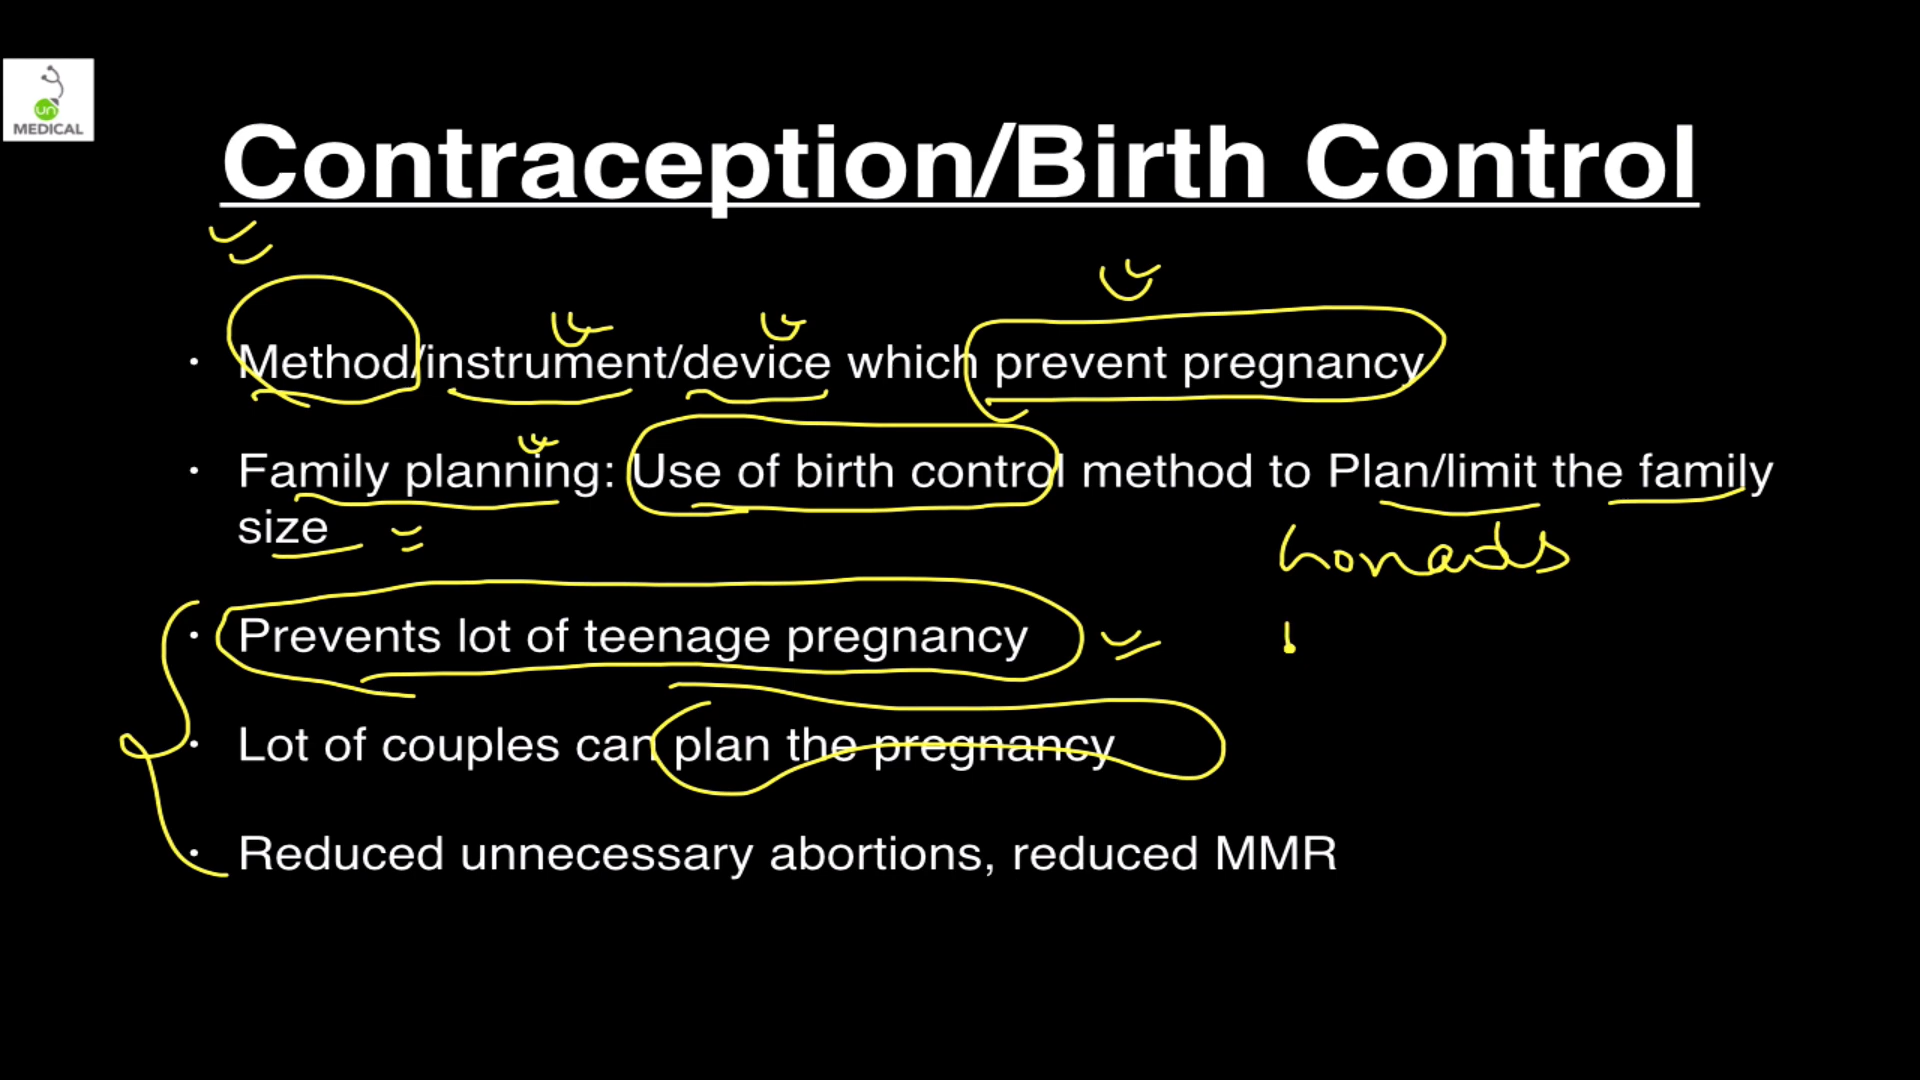 un
MEDICAL
Contraception/Birth Control
· Method/instrument/device which prevent pregnancy
· Family planning: Use of birth control method to Plan/limit the family
size
· Prevents lot of teenage pregnancy
· Lot of couples can plan the pregnancy
· Reduced unnecessary abortions, reduced MMR